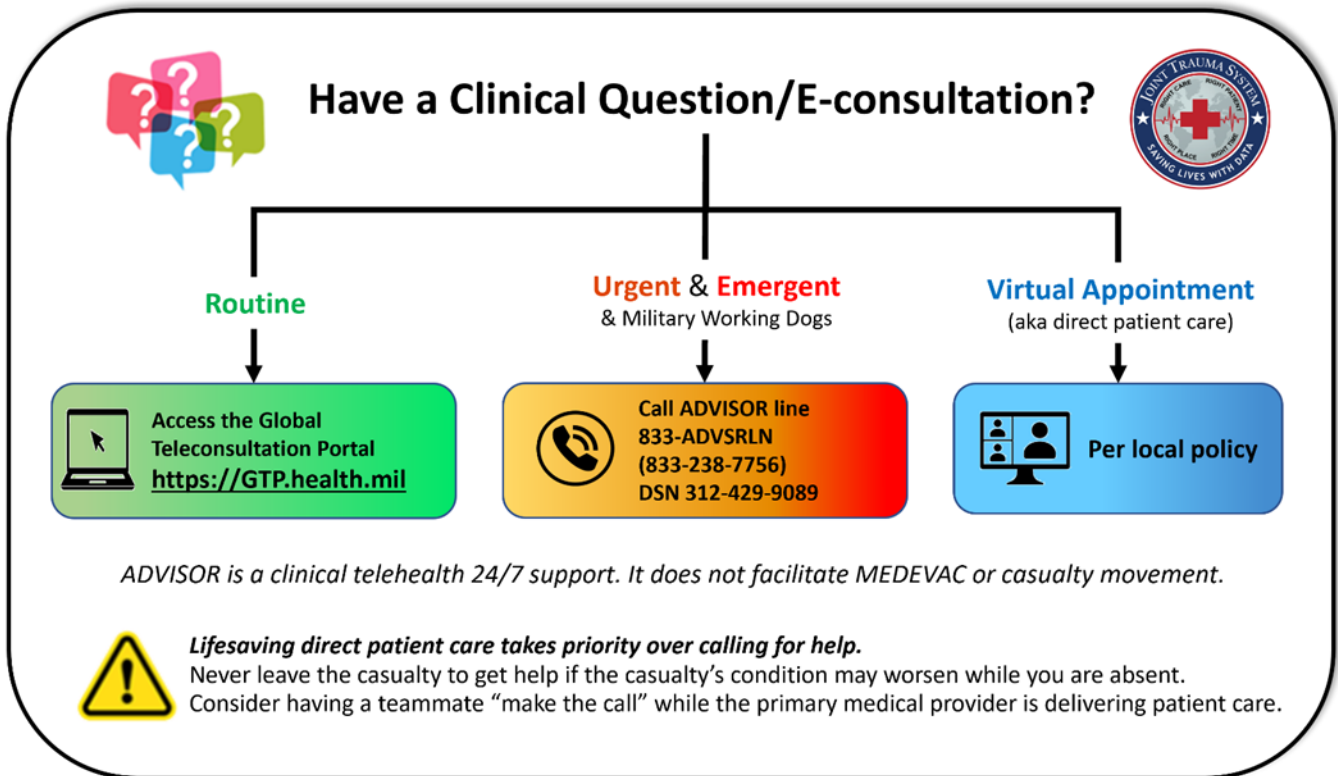 Have a Clinical Question/E-consultation?
JOINT TRAUMA SYSTEM
RIGHT CARE
RIGHT PATIENT
RIGHT PLACE
RIGHT TIME
SAVING LIVES WITH DATA
? ? ? ?
Routine
Urgent & Emergent
& Military Working Dogs
Virtual Appointment
(aka direct patient care)
Access the Global
Teleconsultation Portal
https://GTP.health.mil
Call ADVISOR line
833-ADVSRLN
(833-238-7756)
DSN 312-429-9089
Per local policy
ADVISOR is a clinical telehealth 24/7 support. It does not facilitate MEDEVAC or casualty movement.
!
Lifesaving direct patient care takes priority over calling for help.
Never leave the casualty to get help if the casualty's condition may worsen while you are absent.
Consider having a teammate “make the call” while the primary medical provider is delivering patient care.